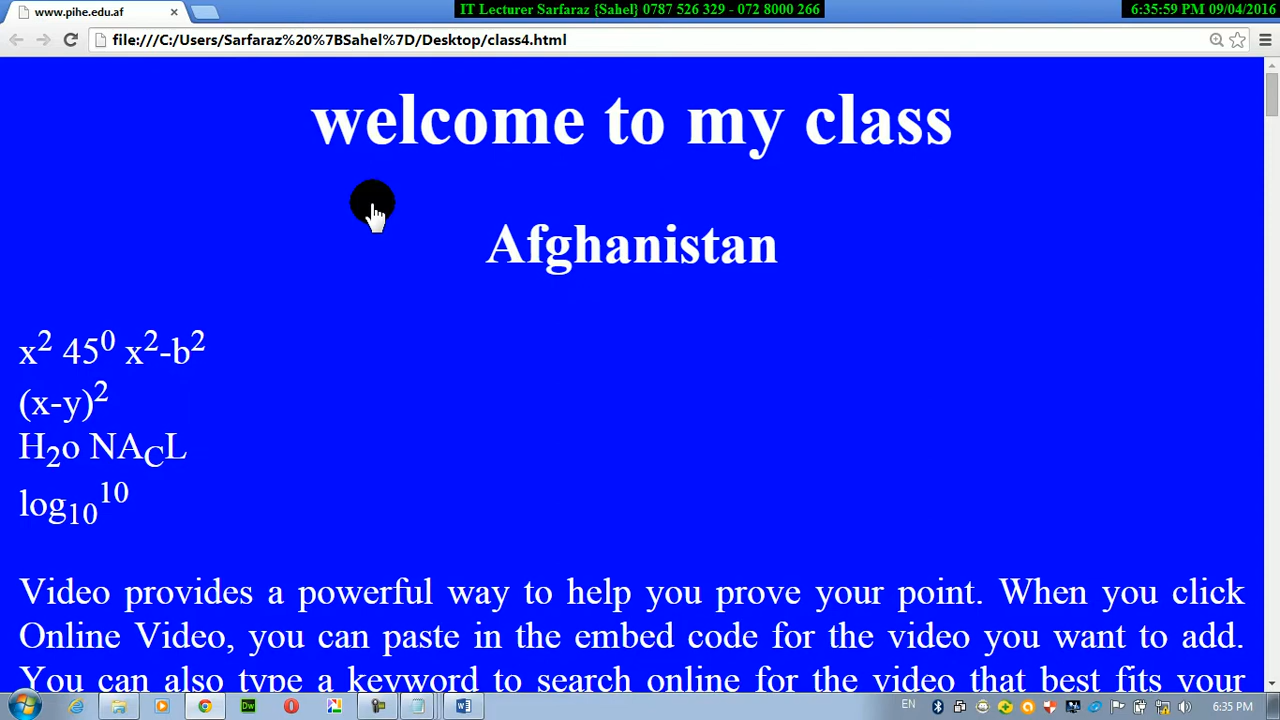 www.pihe.edu.af
IT Lecturer Sarfaraz {Sahel} 0787 526 329 - 072 8000 266
6:35:59 PM 09/04/2016
file:///C:/Users/Sarfaraz%20%7BSahel%7D/Desktop/class4.html
welcome to my class
Afghanistan
x² 45⁰ x²-b²
(x-y)²
H₂o NA_CL
log₁₀¹⁰
Video provides a powerful way to help you prove your point. When you click
Online Video, you can paste in the embed code for the video you want to add.
You can also type a keyword to search online for the video that best fits your
Dw
EN
6:35 PM